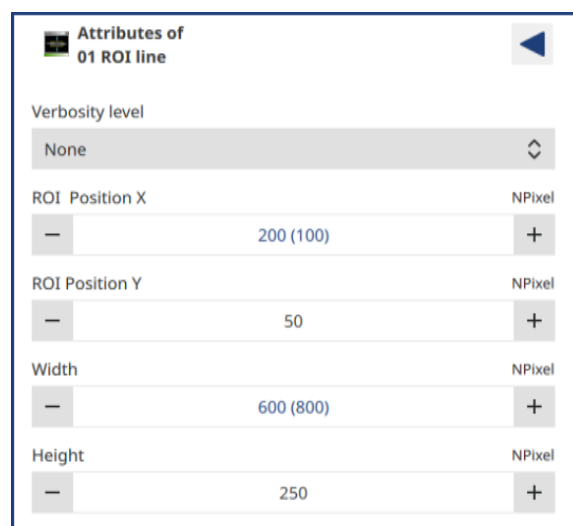 Attributes of
01 ROI line
Verbosity level
None
ROI  Position X NPixel
− 200 (100) +
ROI Position Y NPixel
− 50 +
Width NPixel
− 600 (800) +
Height NPixel
− 250 +